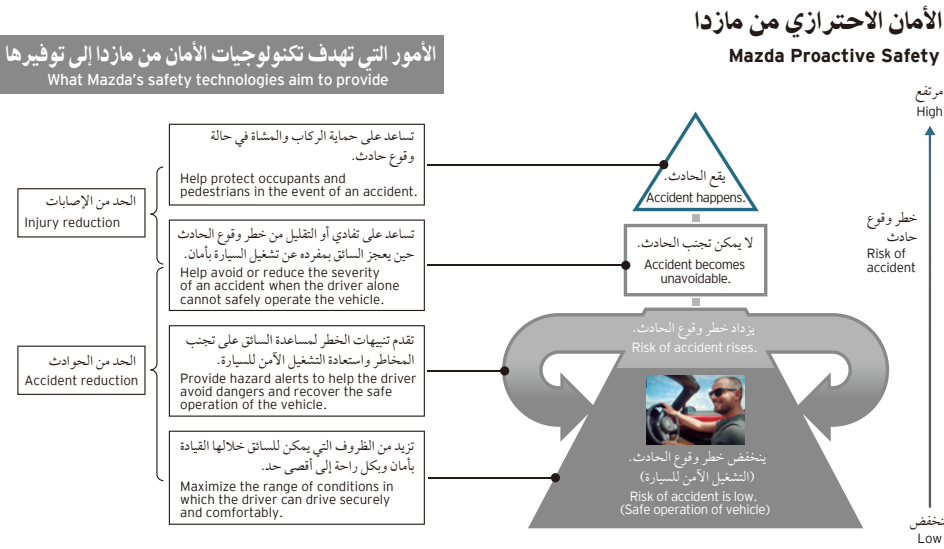 الأمان الاحترازي من مازدا
Mazda Proactive Safety
الأمور التي تهدف تكنولوجيات الأمان من مازدا إلى توفيرها
What Mazda's safety technologies aim to provide
مرتفع
High
خطر وقوع
حادث
Risk of
accident
نخفض
Low
يقع الحادث.
Accident happens.
لا يمكن تجنب الحادث.
Accident becomes
unavoidable.
يزداد خطر وقوع الحادث.
Risk of accident rises.
ينخفض خطر وقوع الحادث.
(التشغيل الآمن للسيارة)
Risk of accident is low.
(Safe operation of vehicle)
تساعد على حماية الركاب والمشاة في حالة
وقوع حادث.
Help protect occupants and
pedestrians in the event of an accident.
تساعد على تفادي أو التقليل من خطر وقوع الحادث
حين يعجز السائق بمفرده عن تشغيل السيارة بأمان.
Help avoid or reduce the severity
of an accident when the driver alone
cannot safely operate the vehicle.
تقدم تنبيهات الخطر لمساعدة السائق على تجنب
المخاطر واستعادة التشغيل الآمن للسيارة.
Provide hazard alerts to help the driver
avoid dangers and recover the safe
operation of the vehicle.
تزيد من الظروف التي يمكن للسائق خلالها القيادة
بأمان وبكل راحة إلى أقصى حد.
Maximize the range of conditions in
which the driver can drive securely
and comfortably.
الحد من الإصابات
Injury reduction
الحد من الحوادث
Accident reduction